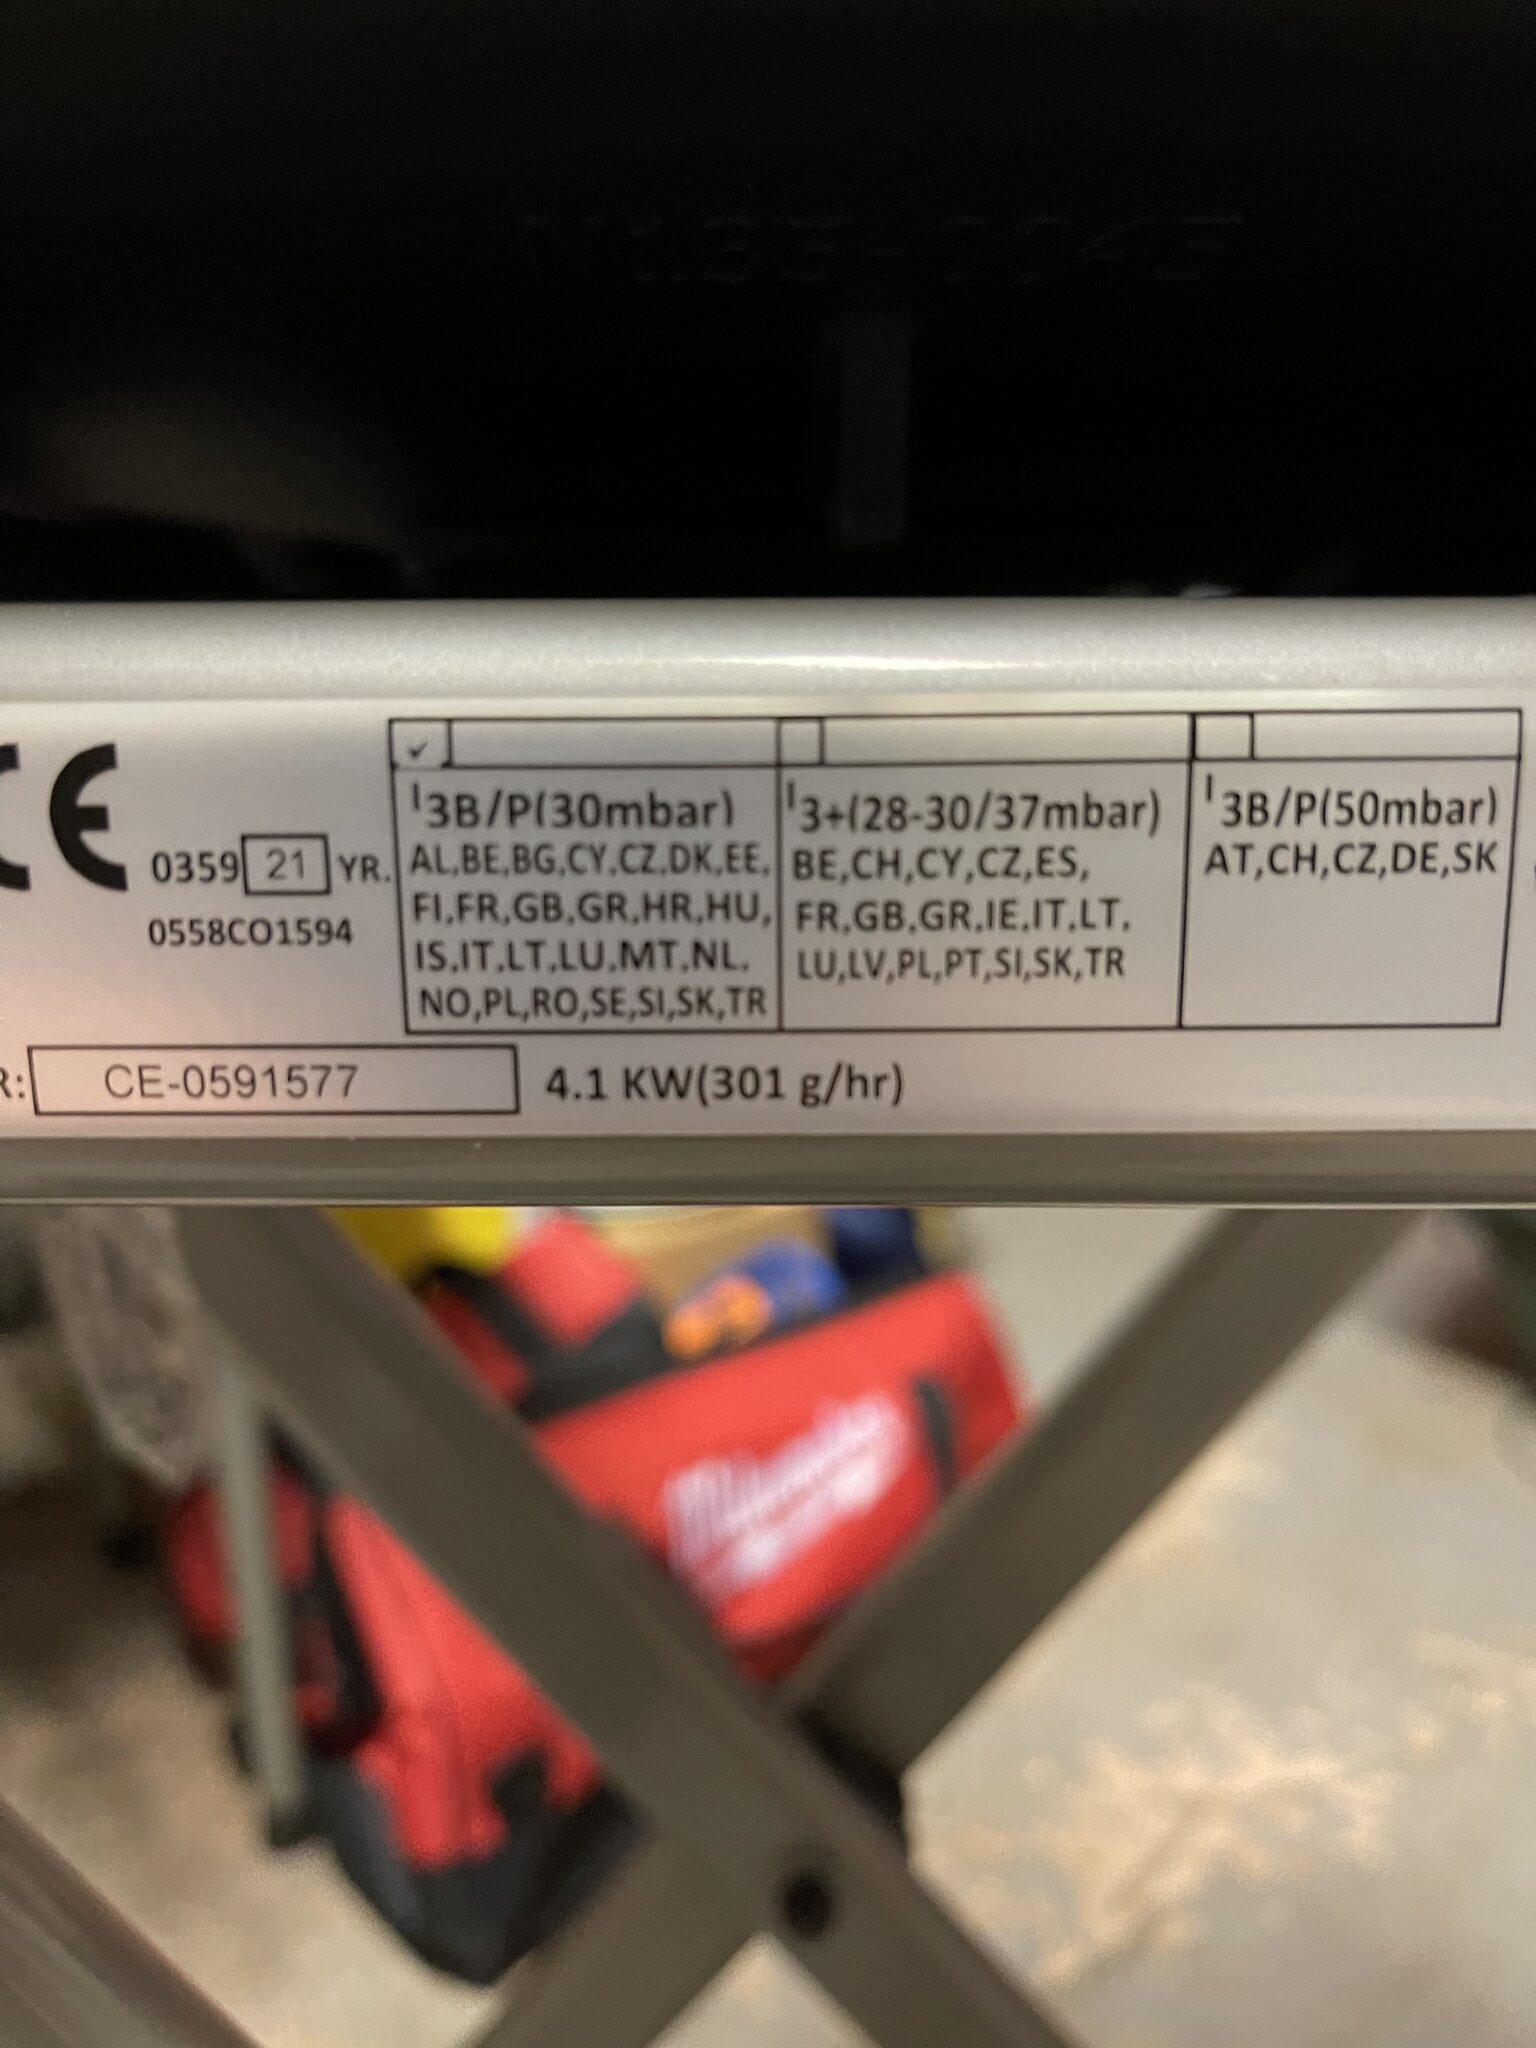 CE
0359 21 YR.
0558CO1594
✓
I3B/P(30mbar)
AL,BE,BG,CY,CZ,DK,EE,
FI,FR,GB,GR,HR,HU,
IS,IT,LT,LU,MT,NL,
NO,PL,RO,SE,SI,SK,TR
I3+(28-30/37mbar)
BE,CH,CY,CZ,ES,
FR,GB,GR,IE,IT,LT,
LU,LV,PL,PT,SI,SK,TR
I3B/P(50mbar)
AT,CH,CZ,DE,SK
R: CE-0591577 4.1 KW(301 g/hr)
Milwaukee